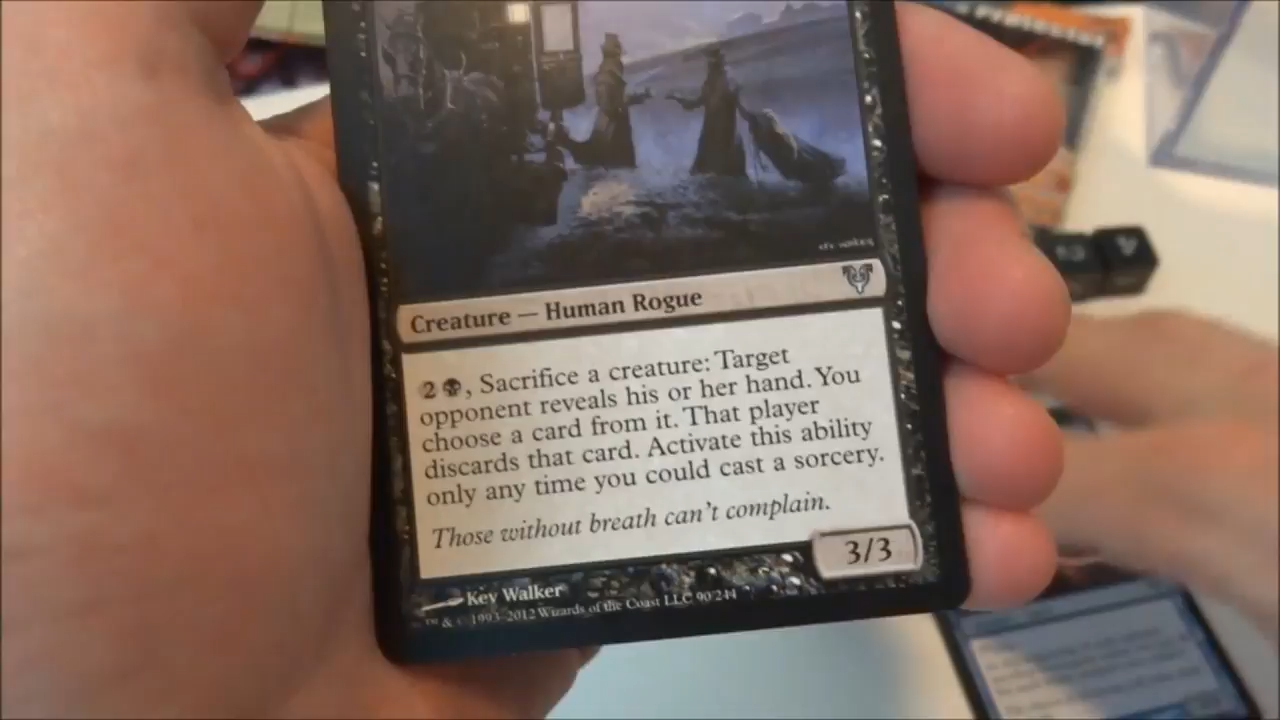 Creature — Human Rogue
2, Sacrifice a creature: Target
opponent reveals his or her hand. You
choose a card from it. That player
discards that card. Activate this ability
only any time you could cast a sorcery.
Those without breath can't complain.
3/3
Kev Walker
™ & © 1993-2012 Wizards of the Coast LLC 90/244